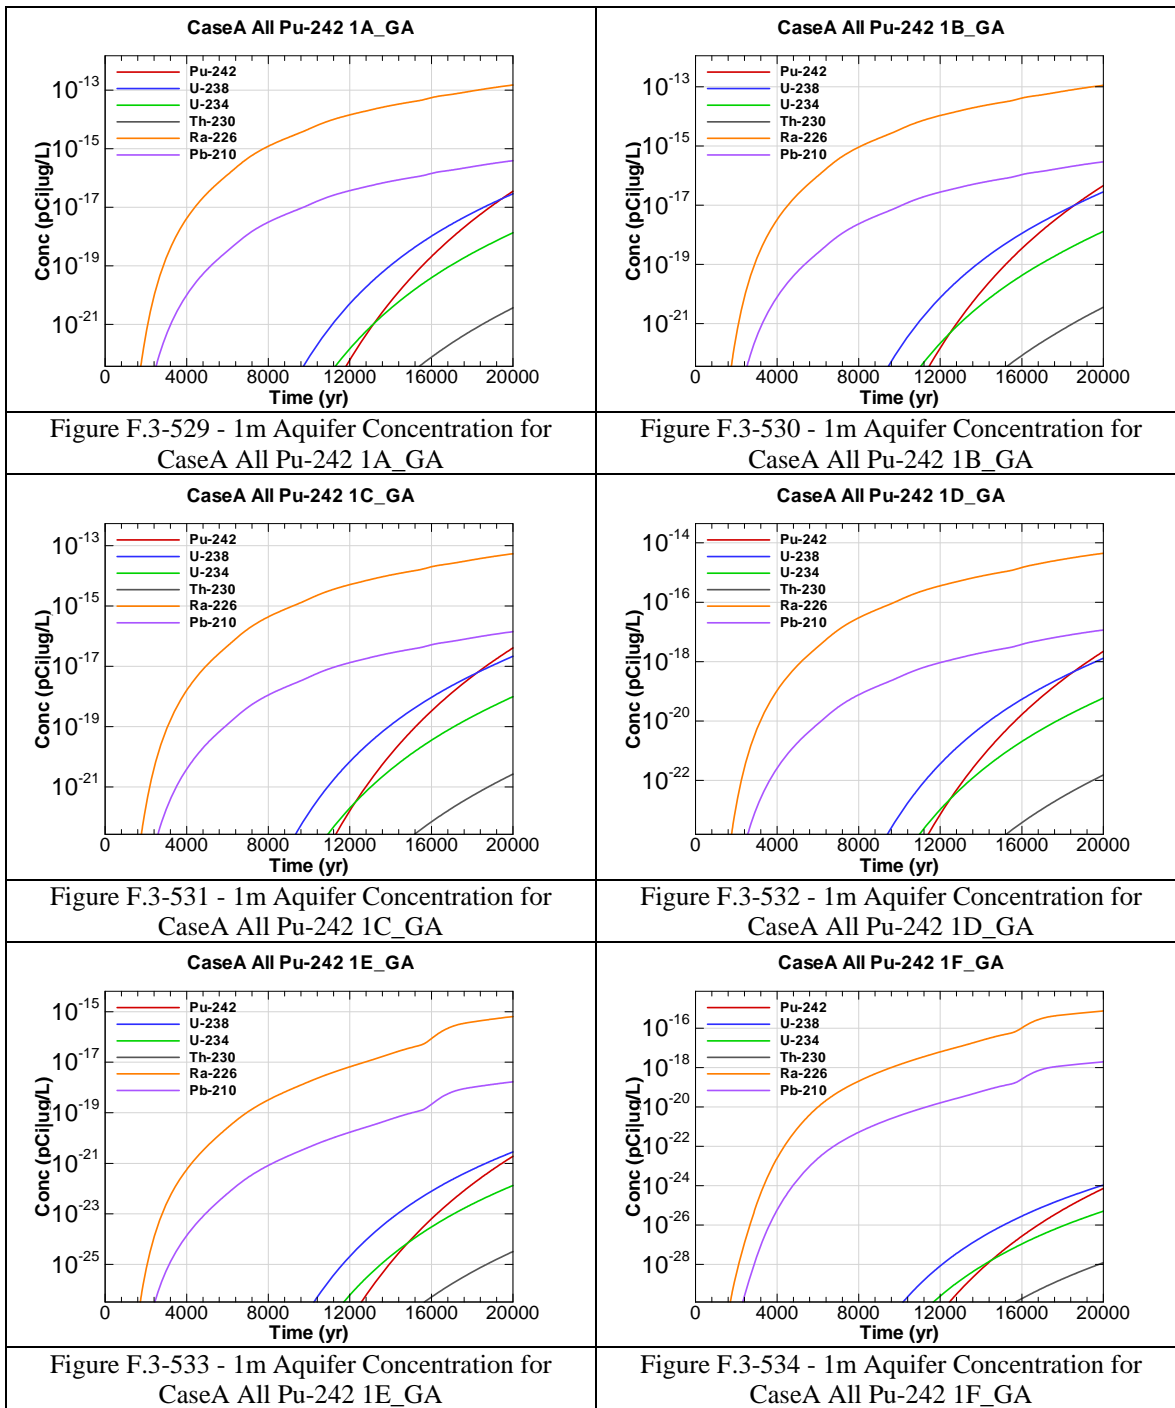 CaseA All Pu-242 1A_GA
Conc (pCi|ug/L)
10-13
10-15
10-17
10-19
10-21
Pu-242
U-238
U-234
Th-230
Ra-226
Pb-210
0 4000 8000 12000 16000 20000
Time (yr)
Figure F.3-529 - 1m Aquifer Concentration for
CaseA All Pu-242 1A_GA
CaseA All Pu-242 1B_GA
Conc (pCi|ug/L)
10-13
10-15
10-17
10-19
10-21
Pu-242
U-238
U-234
Th-230
Ra-226
Pb-210
0 4000 8000 12000 16000 20000
Time (yr)
Figure F.3-530 - 1m Aquifer Concentration for
CaseA All Pu-242 1B_GA
CaseA All Pu-242 1C_GA
Conc (pCi|ug/L)
10-13
10-15
10-17
10-19
10-21
Pu-242
U-238
U-234
Th-230
Ra-226
Pb-210
0 4000 8000 12000 16000 20000
Time (yr)
Figure F.3-531 - 1m Aquifer Concentration for
CaseA All Pu-242 1C_GA
CaseA All Pu-242 1D_GA
Conc (pCi|ug/L)
10-14
10-16
10-18
10-20
10-22
Pu-242
U-238
U-234
Th-230
Ra-226
Pb-210
0 4000 8000 12000 16000 20000
Time (yr)
Figure F.3-532 - 1m Aquifer Concentration for
CaseA All Pu-242 1D_GA
CaseA All Pu-242 1E_GA
Conc (pCi|ug/L)
10-15
10-17
10-19
10-21
10-23
10-25
Pu-242
U-238
U-234
Th-230
Ra-226
Pb-210
0 4000 8000 12000 16000 20000
Time (yr)
Figure F.3-533 - 1m Aquifer Concentration for
CaseA All Pu-242 1E_GA
CaseA All Pu-242 1F_GA
Conc (pCi|ug/L)
10-16
10-18
10-20
10-22
10-24
10-26
10-28
Pu-242
U-238
U-234
Th-230
Ra-226
Pb-210
0 4000 8000 12000 16000 20000
Time (yr)
Figure F.3-534 - 1m Aquifer Concentration for
CaseA All Pu-242 1F_GA